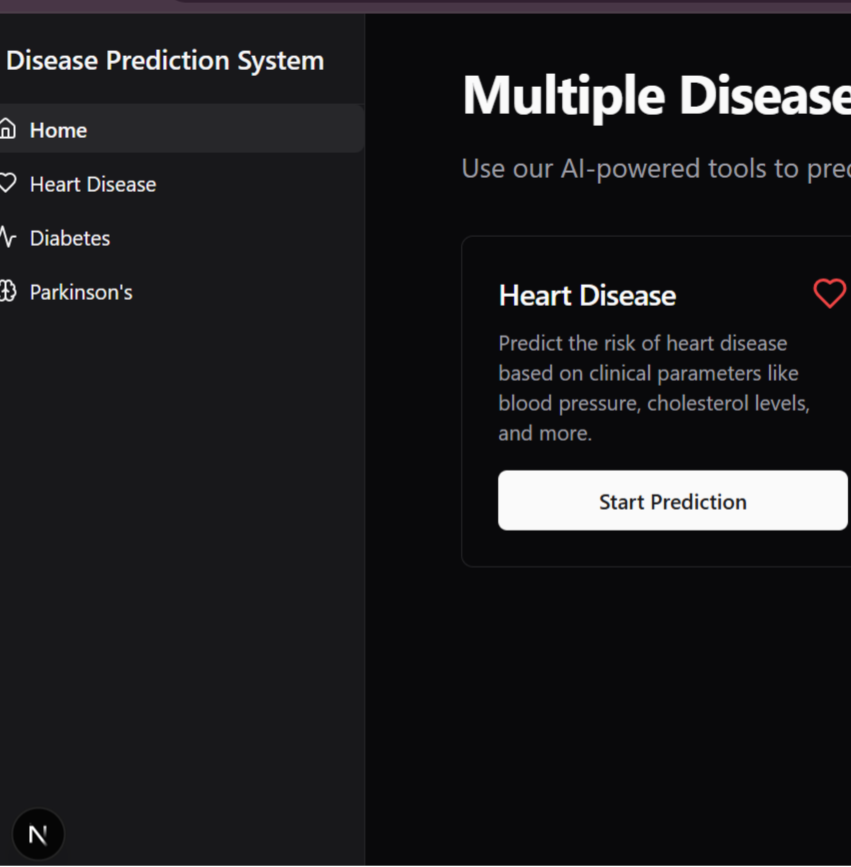 Disease Prediction System
Home
Heart Disease
Diabetes
Parkinson's
Multiple Disease
Use our AI-powered tools to pred
Heart Disease
Predict the risk of heart disease
based on clinical parameters like
blood pressure, cholesterol levels,
and more.
Start Prediction
N